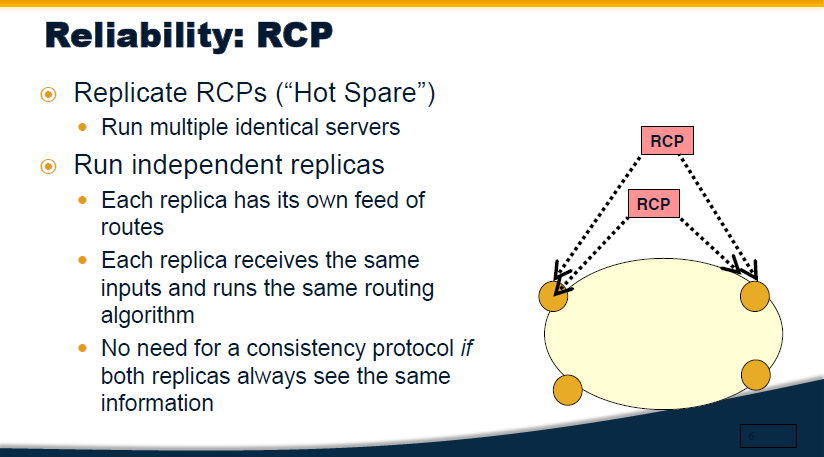 Reliability: RCP
Replicate RCPs (“Hot Spare”)
Run multiple identical servers
Run independent replicas
Each replica has its own feed of
routes
Each replica receives the same
inputs and runs the same routing
algorithm
No need for a consistency protocol if
both replicas always see the same
information
RCP
RCP
6